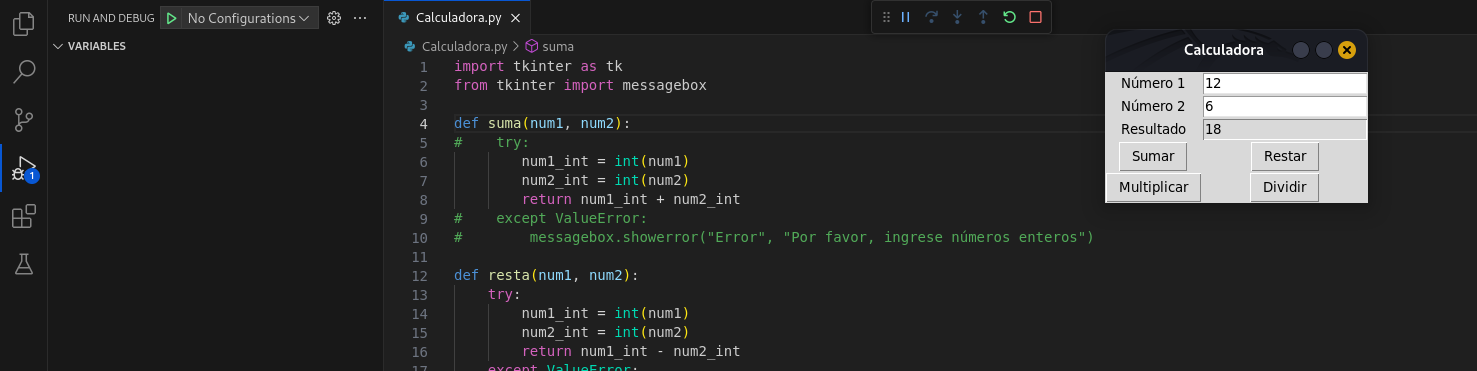 RUN AND DEBUG No Configurations
VARIABLES
1
Calculadora.py
Calculadora.py > suma
1 import tkinter as tk
2 from tkinter import messagebox
3
4 def suma(num1, num2):
5 #    try:
6         num1_int = int(num1)
7         num2_int = int(num2)
8         return num1_int + num2_int
9 #    except ValueError:
10 #        messagebox.showerror("Error", "Por favor, ingrese números enteros")
11
12 def resta(num1, num2):
13     try:
14         num1_int = int(num1)
15         num2_int = int(num2)
16         return num1_int - num2_int
17     except ValueError:
Calculadora
Número 1 12
Número 2 6
Resultado 18
Sumar Restar
Multiplicar Dividir